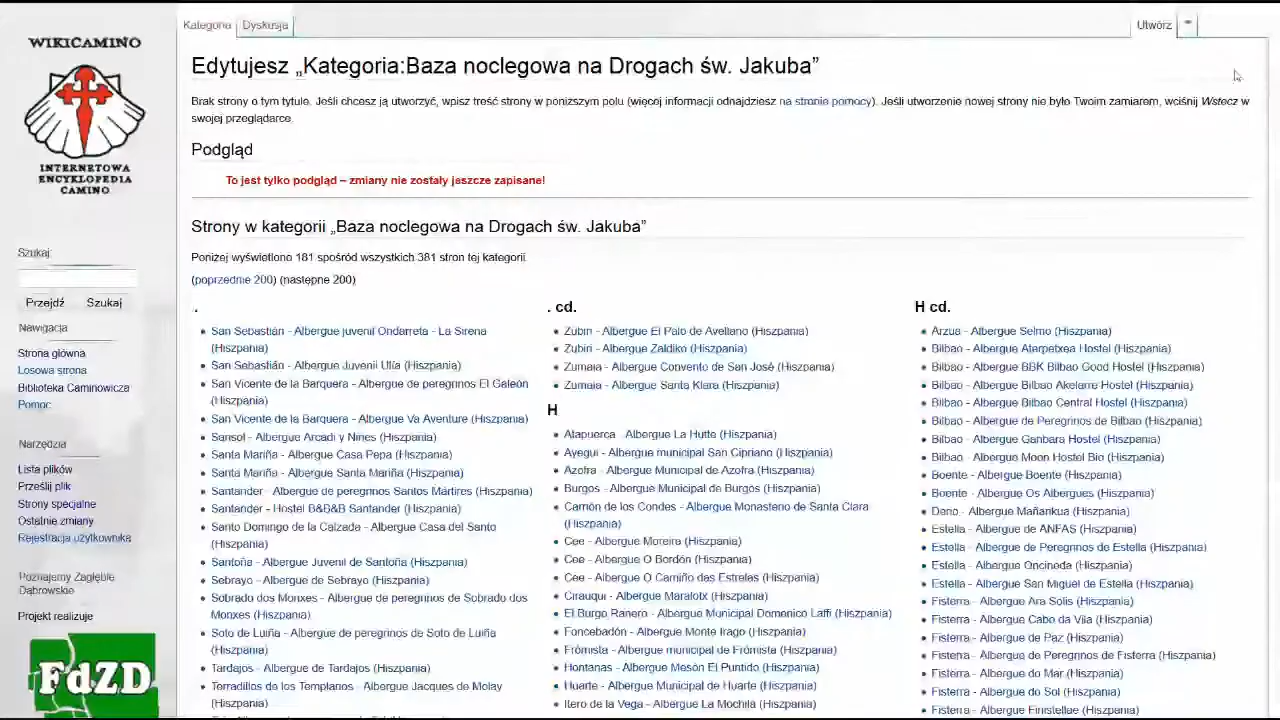 WIKICAMINO
INTERNETOWA
ENCYKLOPEDIA
CAMINO
Szukaj
Przejdź Szukaj
Nawigacja
Strona główna
Losowa strona
Biblioteka Caminowicza
Pomoc
Narzędzia
Lista plików
Prześlij plik
Strony specjalne
Ostatnie zmiany
Rejestracja użytkownika
Poznajemy Zagłębie
Dąbrowskie
Projekt realizuje
FdZD
Kategoria Dyskusja Utwórz
Edytujesz „Kategoria:Baza noclegowa na Drogach św. Jakuba”
Brak strony o tym tytule. Jeśli chcesz ją utworzyć, wpisz treść strony w poniższym polu (więcej informacji odnajdziesz na stronie pomocy). Jeśli utworzenie nowej strony nie było Twoim zamiarem, wciśnij Wstecz w
swojej przeglądarce.
Podgląd
To jest tylko podgląd – zmiany nie zostały jeszcze zapisane!
Strony w kategorii „Baza noclegowa na Drogach św. Jakuba”
Poniżej wyświetlono 181 spośród wszystkich 381 stron tej kategorii.
(poprzednie 200) (następne 200)
.
San Sebastián - Albergue juvenil Ondarreta - La Sirena
(Hiszpania)
San Sebastián - Albergue Juvenil Ulía (Hiszpania)
San Vicente de la Barquera - Albergue de peregrinos El Galeón
(Hiszpania)
San Vicente de la Barquera - Albergue Va Aventure (Hiszpania)
Sansol - Albergue Arcadi y Nines (Hiszpania)
Santa Mariña - Albergue Casa Pepa (Hiszpania)
Santa Mariña - Albergue Santa Mariña (Hiszpania)
Santander - Albergue de peregrinos Santos Mártires (Hiszpania)
Santander - Hostel B&B&B Santander (Hiszpania)
Santo Domingo de la Calzada - Albergue Casa del Santo
(Hiszpania)
Santoña - Albergue Juvenil de Santoña (Hiszpania)
Sebrayo - Albergue de Sebrayo (Hiszpania)
Sobrado dos Monxes - Albergue de peregrinos de Sobrado dos
Monxes (Hiszpania)
Soto de Luiña - Albergue de peregrinos de Soto de Luiña
(Hiszpania)
Tardajos - Albergue de Tardajos (Hiszpania)
Terradillos de los Templarios - Albergue Jacques de Molay
(Hiszpania)
. cd.
Zubiri - Albergue El Palo de Avellano (Hiszpania)
Zubiri - Albergue Zaldiko (Hiszpania)
Zumaia - Albergue Convento de San José (Hiszpania)
Zumaia - Albergue Santa Klara (Hiszpania)
H
Atapuerca - Albergue La Hutte (Hiszpania)
Ayegui - Albergue municipal San Cipriano (Hiszpania)
Azofra - Albergue Municipal de Azofra (Hiszpania)
Burgos - Albergue Municipal de Burgos (Hiszpania)
Carrión de los Condes - Albergue Monasterio de Santa Clara
(Hiszpania)
Cee - Albergue Moreira (Hiszpania)
Cee - Albergue O Bordón (Hiszpania)
Cee - Albergue O Camiño das Estrelas (Hiszpania)
Cirauqui - Albergue Maralotx (Hiszpania)
El Burgo Ranero - Albergue Municipal Domenico Laffi (Hiszpania)
Foncebadón - Albergue Monte Irago (Hiszpania)
Frómista - Albergue municipal de Frómista (Hiszpania)
Hontanas - Albergue Mesón El Puntido (Hiszpania)
Huarte - Albergue Municipal de Huarte (Hiszpania)
Itero de la Vega - Albergue La Mochila (Hiszpania)
H cd.
Arzúa - Albergue Selmo (Hiszpania)
Bilbao - Albergue Aterpetxea Hostel (Hiszpania)
Bilbao - Albergue BBK Bilbao Good Hostel (Hiszpania)
Bilbao - Albergue Bilbao Akelarre Hostel (Hiszpania)
Bilbao - Albergue Bilbao Central Hostel (Hiszpania)
Bilbao - Albergue de Peregrinos de Bilbao (Hiszpania)
Bilbao - Albergue Ganbara Hostel (Hiszpania)
Bilbao - Albergue Moon Hostel Bio (Hiszpania)
Boente - Albergue Boente (Hiszpania)
Boente - Albergue Os Albergues (Hiszpania)
Derio - Albergue Mañarikua (Hiszpania)
Estella - Albergue de ANFAS (Hiszpania)
Estella - Albergue de Peregrinos de Estella (Hiszpania)
Estella - Albergue Oncineda (Hiszpania)
Estella - Albergue San Miguel de Estella (Hiszpania)
Fisterra - Albergue Ara Solis (Hiszpania)
Fisterra - Albergue Cabo da Vila (Hiszpania)
Fisterra - Albergue de Paz (Hiszpania)
Fisterra - Albergue de Peregrinos de Fisterra (Hiszpania)
Fisterra - Albergue do Mar (Hiszpania)
Fisterra - Albergue do Sol (Hiszpania)
Fisterra - Albergue Finistellae (Hiszpania)